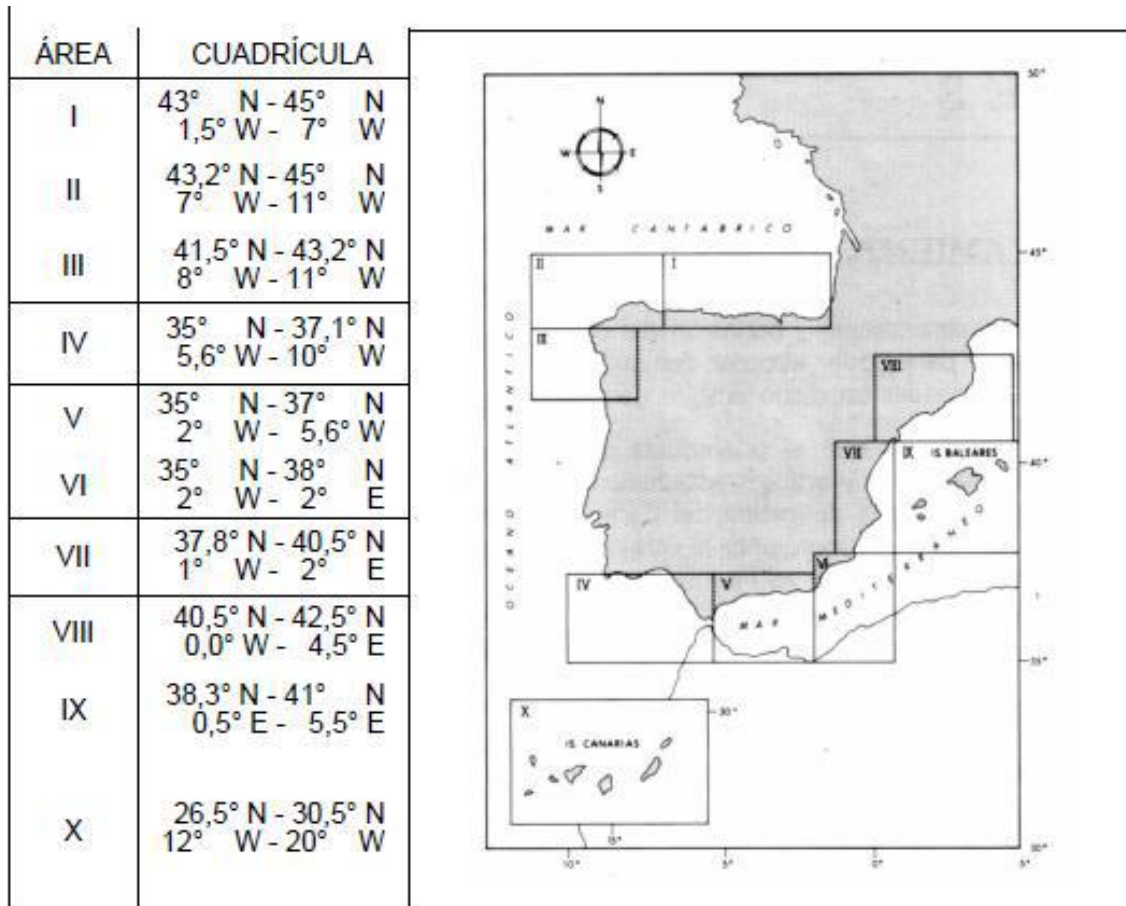 ÁREA CUADRÍCULA
I 43° N - 45° N
1,5° W - 7° W
II 43,2° N - 45° N
7° W - 11° W
III 41,5° N - 43,2° N
8° W - 11° W
IV 35° N - 37,1° N
5,6° W - 10° W
V 35° N - 37° N
2° W - 5,6° W
VI 35° N - 38° N
2° W - 2° E
VII 37,8° N - 40,5° N
1° W - 2° E
VIII 40,5° N - 42,5° N
0,0° W - 4,5° E
IX 38,3° N - 41° N
0,5° E - 5,5° E
X 26,5° N - 30,5° N
12° W - 20° W
50°
N
W E
S
MAR CANTABRICO
45°
II I
III
OCEANO ATLANTICO
VIII
VII IX IS. BALEARES
40°
VI
IV V
MAR MEDITERRANEO
35°
X
30°
IS. CANARIAS
15°
30°
10° 5° 0° 5°